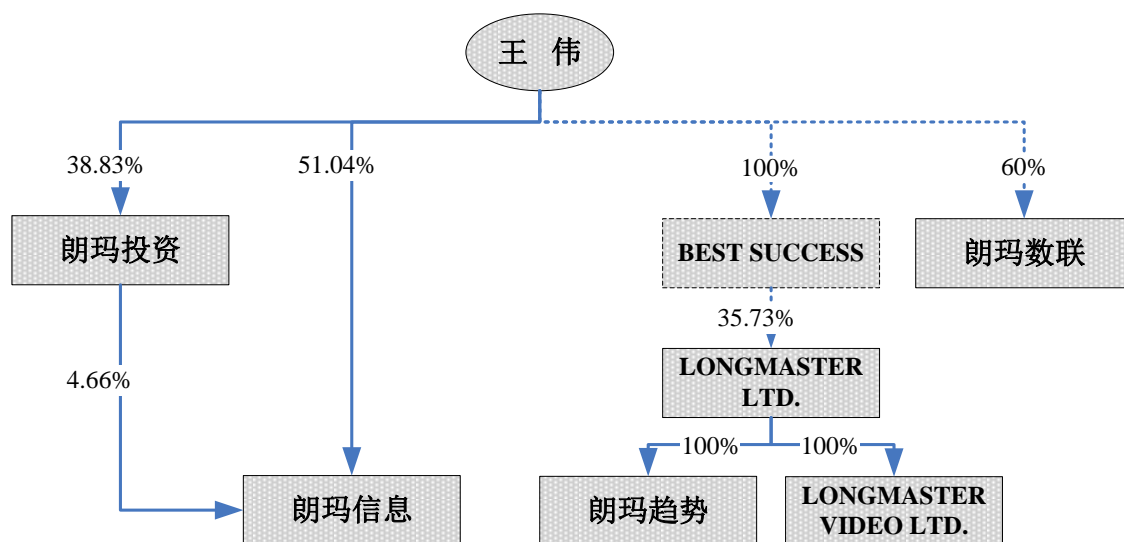 王 伟
38.83%
51.04%
100%
60%
朗玛投资
BEST SUCCESS
朗玛数联
35.73%
4.66%
LONGMASTER
LTD.
100%
100%
朗玛信息
朗玛趋势
LONGMASTER
VIDEO LTD.